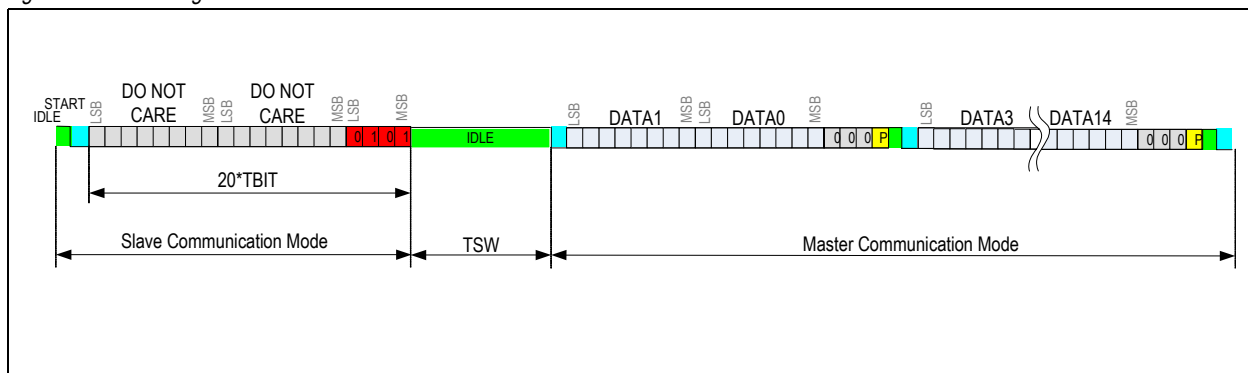 START
IDLE
LSB
DO NOT
CARE
MSB
LSB
DO NOT
CARE
MSB
LSB
MSB
0 1 0 1
IDLE
LSB
DATA1
MSB
LSB
DATA0
MSB
0 0 0 P
LSB
DATA3
DATA14
MSB
0 0 0 P
20*TBIT
Slave Communication Mode
TSW
Master Communication Mode